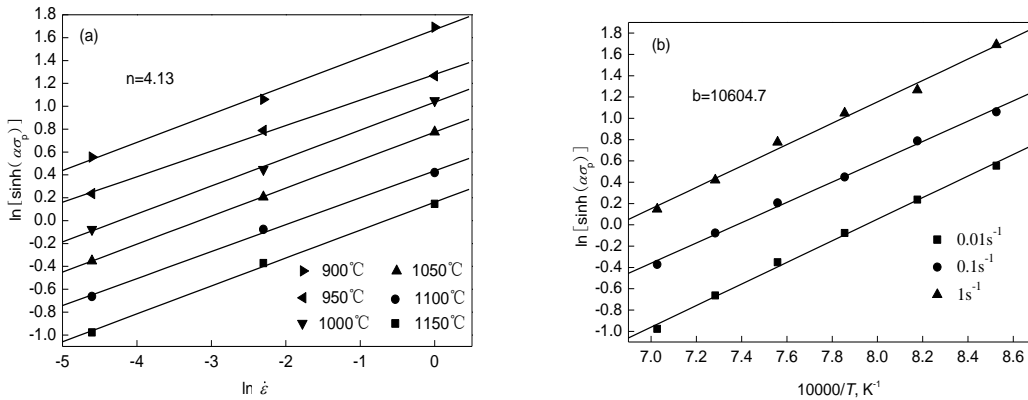 (a)
n=4.13
ln［sinh（ασp）］
1.8
1.6
1.4
1.2
1.0
0.8
0.6
0.4
0.2
0.0
-0.2
-0.4
-0.6
-0.8
-1.0
900℃ 1050℃
950℃ 1100℃
1000℃ 1150℃
-5 -4 -3 -2 -1 0
ln ε̇
(b)
b=10604.7
ln［sinh（ασp）］
1.8
1.6
1.4
1.2
1.0
0.8
0.6
0.4
0.2
0.0
-0.2
-0.4
-0.6
-0.8
-1.0
0.01s⁻¹
0.1s⁻¹
1s⁻¹
7.0 7.2 7.4 7.6 7.8 8.0 8.2 8.4 8.6
10000/T, K⁻¹